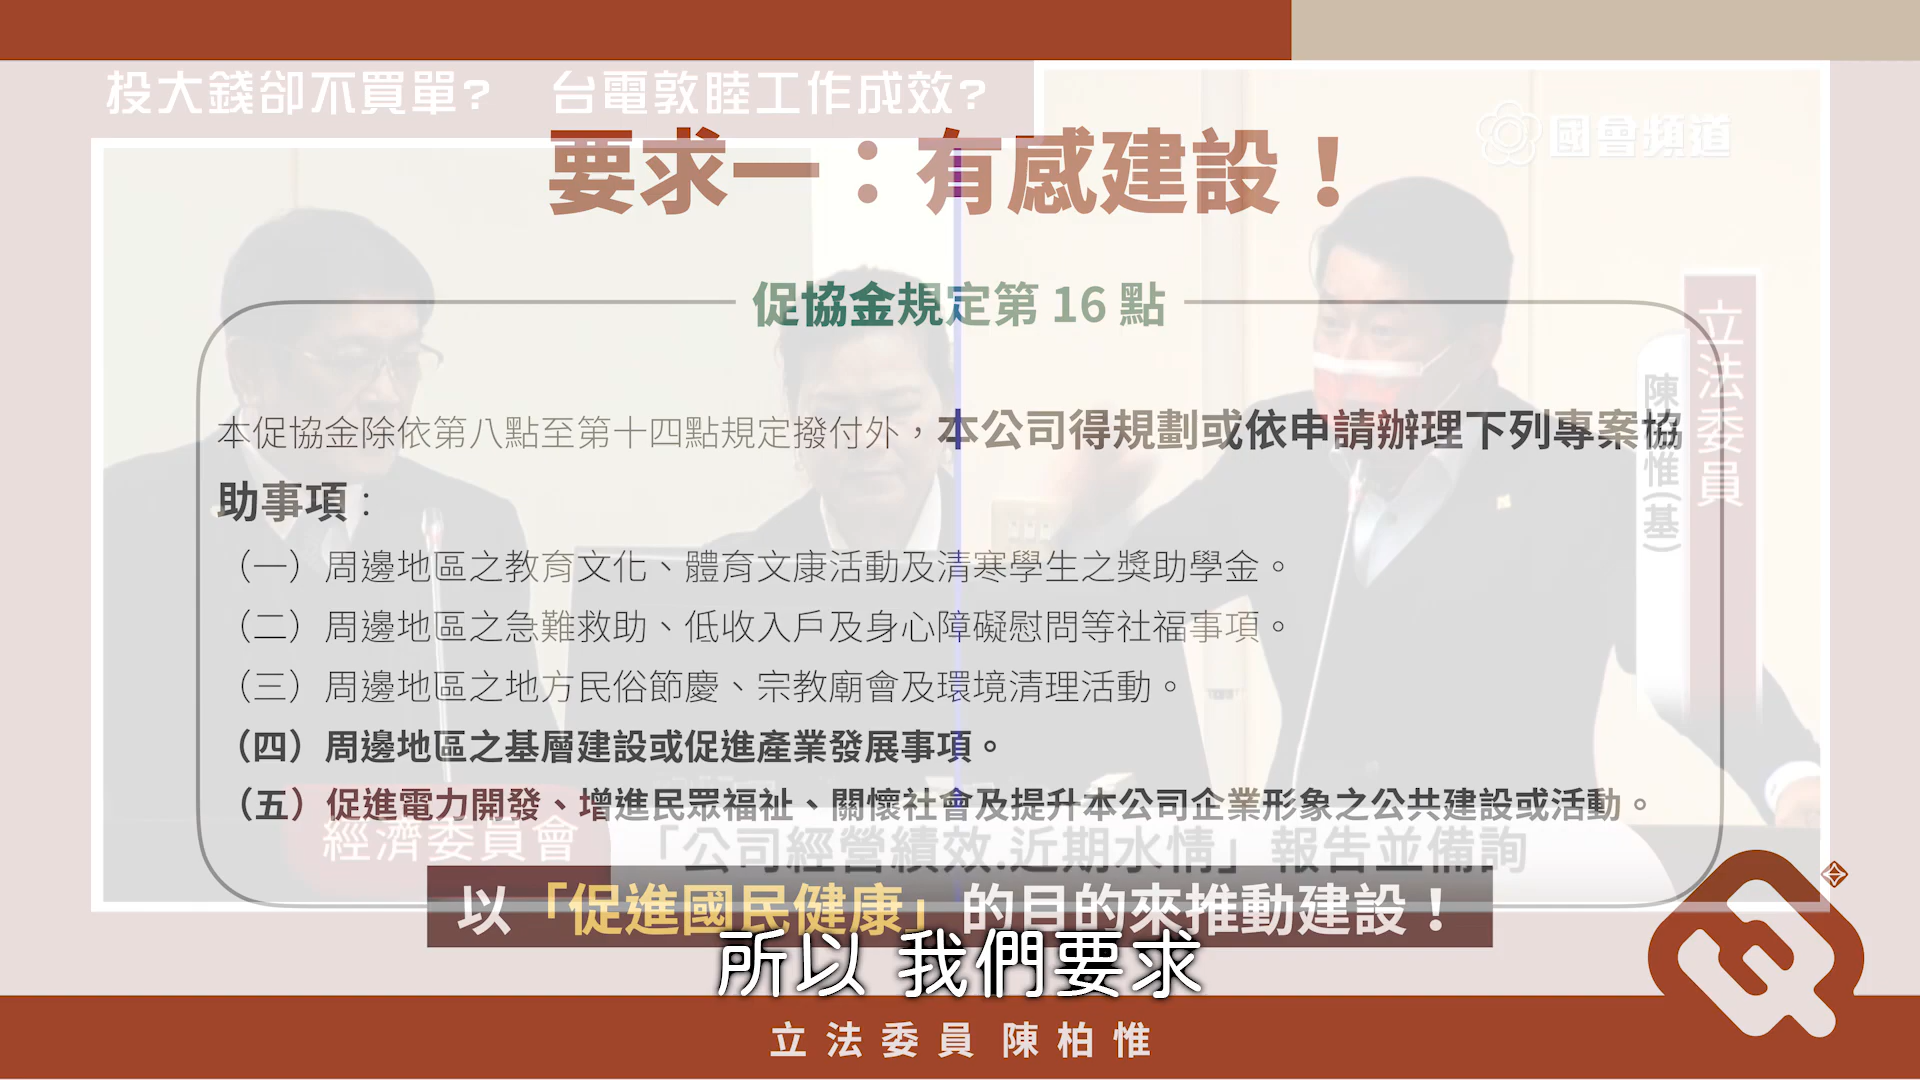 投大錢卻不買單? 台電敦睦工作成效?
國會頻道
要求一：有感建設！
促協金規定第 16 點
立法委員
陳柏惟(基)
本促協金除依第八點至第十四點規定撥付外，本公司得規劃或依申請辦理下列專案協
助事項：
（一）周邊地區之教育文化、體育文康活動及清寒學生之獎助學金。
（二）周邊地區之急難救助、低收入戶及身心障礙慰問等社福事項。
（三）周邊地區之地方民俗節慶、宗教廟會及環境清理活動。
（四）周邊地區之基層建設或促進產業發展事項。
（五）促進電力開發、增進民眾福祉、關懷社會及提升本公司企業形象之公共建設或活動。
經濟委員會 「公司經營績效.近期水情」報告並備詢
以「促進國民健康」的目的來推動建設！
所以 我們要求
立法委員 陳柏惟